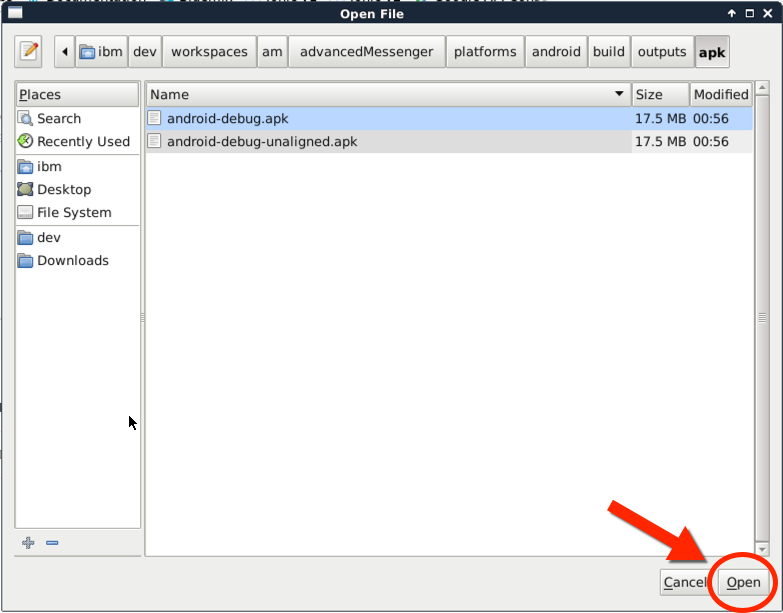 Open File
ibm dev workspaces am advancedMessenger platforms android build outputs apk
Places
Search
Recently Used
ibm
Desktop
File System
dev
Downloads
Name Size Modified
android-debug.apk 17.5 MB 00:56
android-debug-unaligned.apk 17.5 MB 00:56
Cancel Open